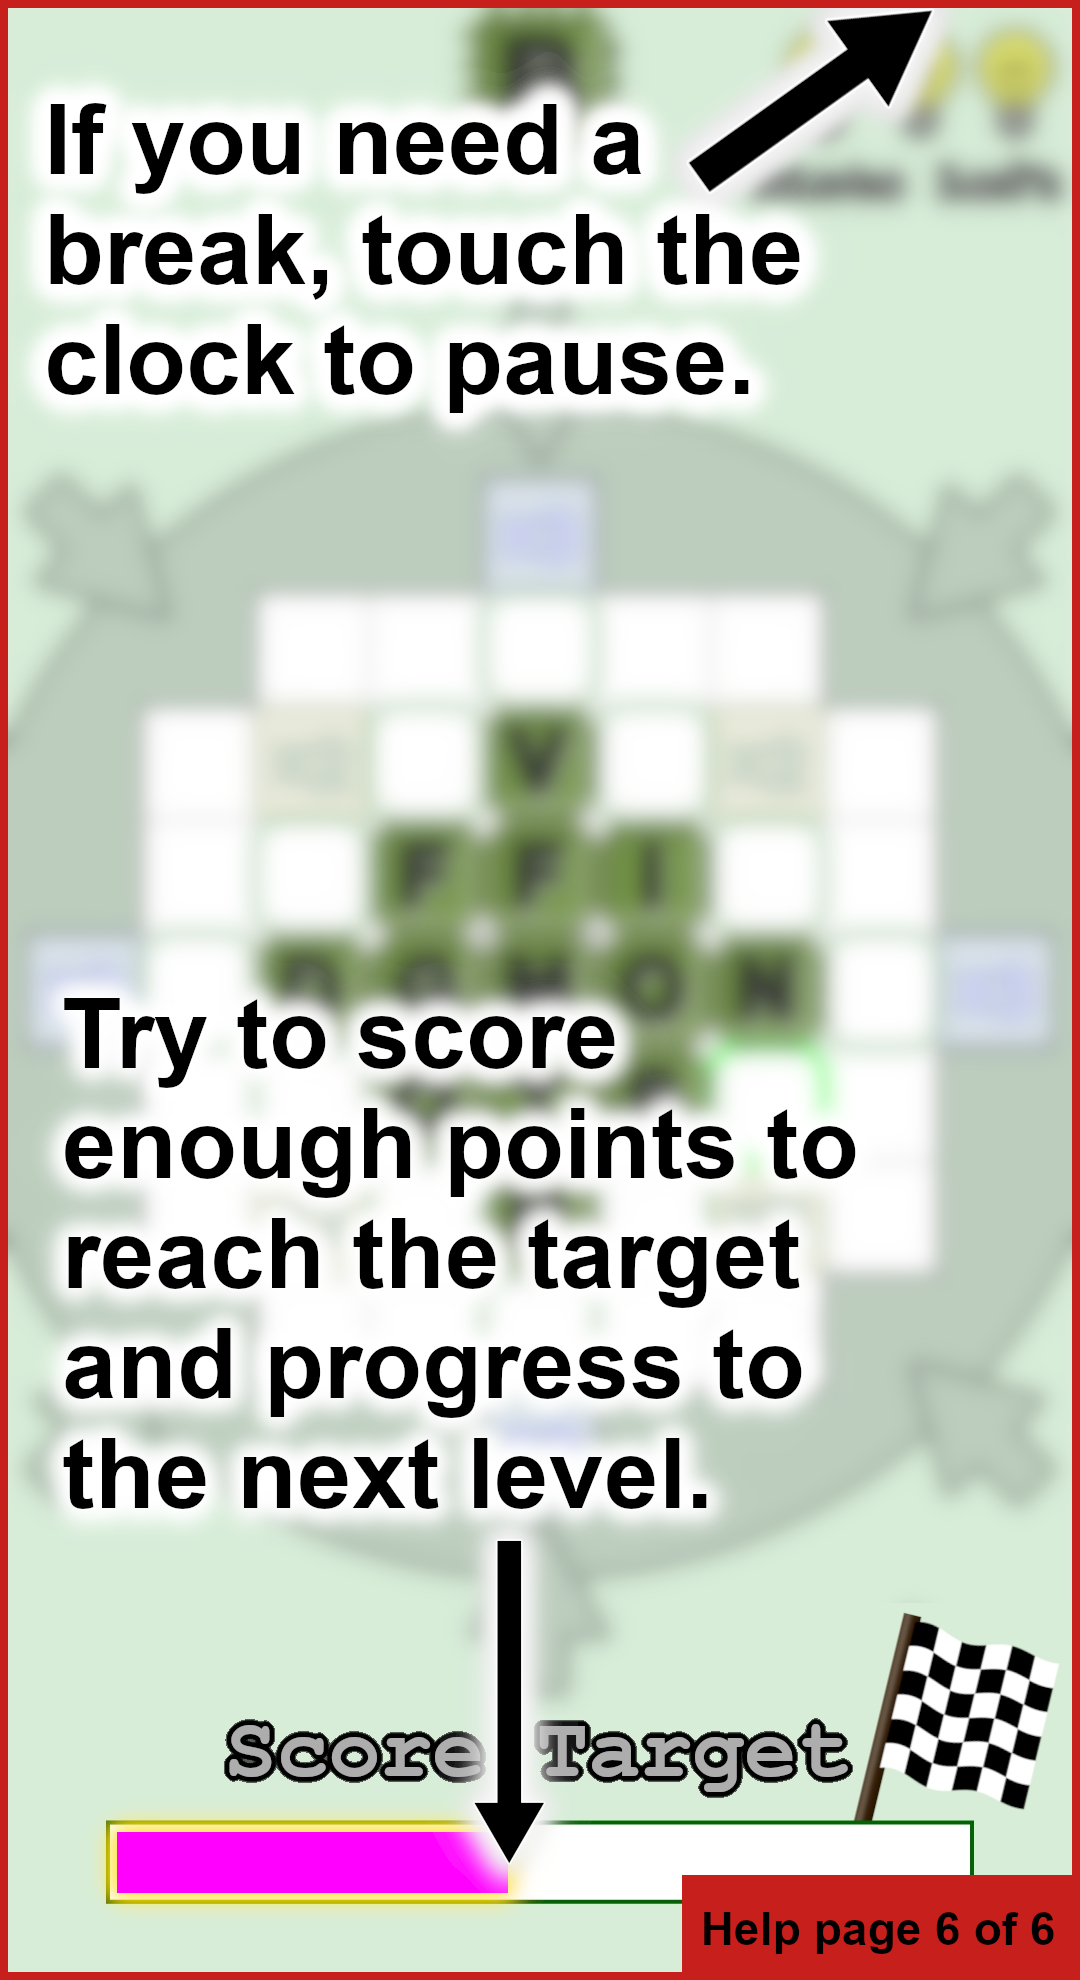 If you need a
break, touch the
clock to pause.
V
F F I
O N
Try to score
enough points to
reach the target
and progress to
the next level.
Score Target
Help page 6 of 6